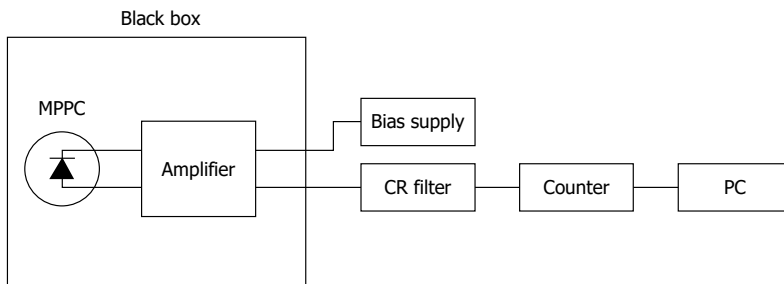 Black box
MPPC
Amplifier
Bias supply
CR filter
Counter
PC